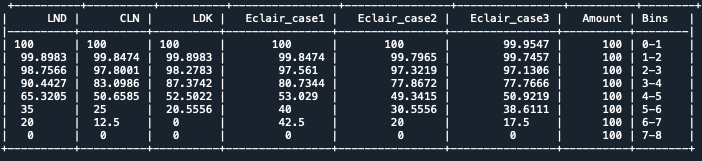 | LND | CLN | LDK | Eclair_case1 | Eclair_case2 | Eclair_case3 | Amount | Bins |
| 100 | 100 | 100 | 100 | 100 | 99.9547 | 100 | 0-1 |
| 99.8983 | 99.8474 | 99.8983 | 99.8474 | 99.7965 | 99.7457 | 100 | 1-2 |
| 98.7566 | 97.8001 | 98.2783 | 97.561 | 97.3219 | 97.1306 | 100 | 2-3 |
| 90.4427 | 83.0986 | 87.3742 | 80.7344 | 77.8672 | 77.7666 | 100 | 3-4 |
| 65.3205 | 50.6585 | 52.5022 | 53.029 | 49.3415 | 50.9219 | 100 | 4-5 |
| 35 | 25 | 20.5556 | 40 | 30.5556 | 38.6111 | 100 | 5-6 |
| 20 | 12.5 | 0 | 42.5 | 20 | 17.5 | 100 | 6-7 |
| 0 | 0 | 0 | 0 | 0 | 0 | 100 | 7-8 |